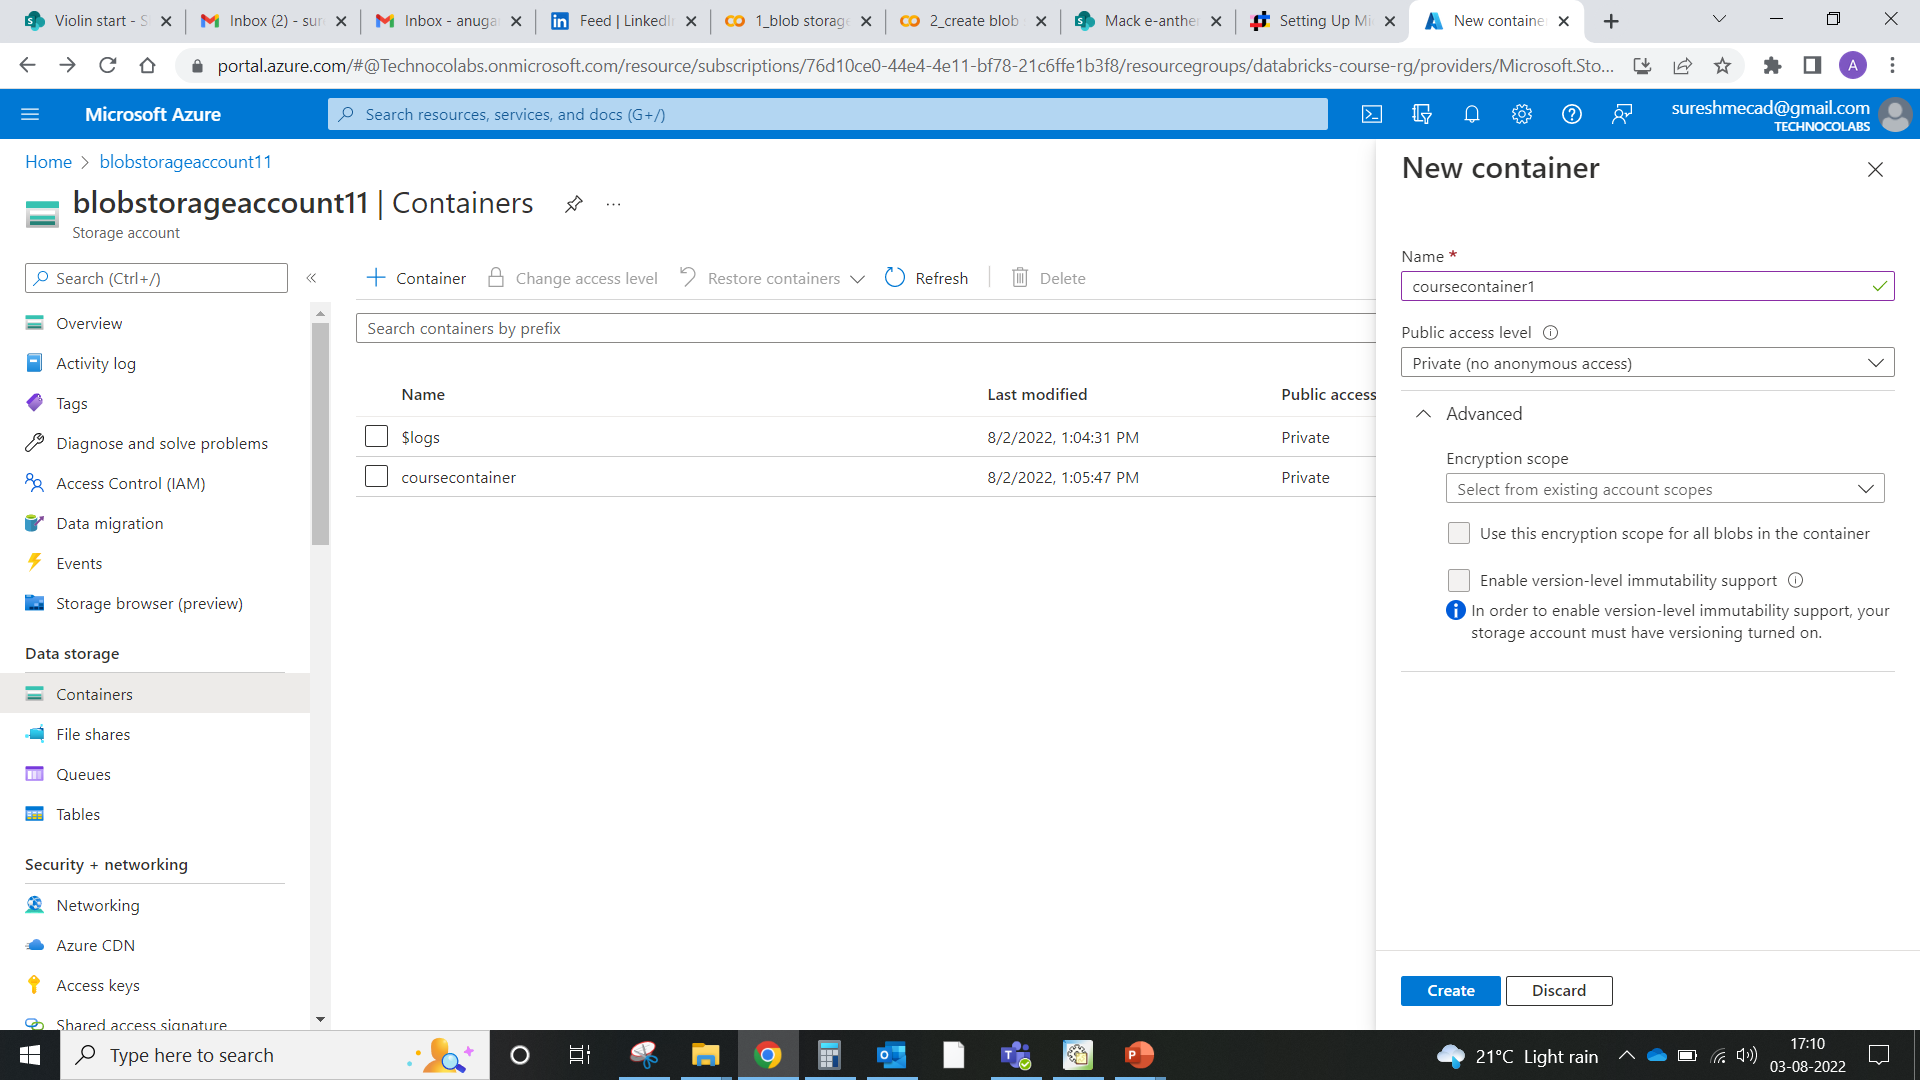 Violin start - S
Inbox (2) - sur
Inbox - anuga
Feed | LinkedIn
1_blob storage
2_create blob
Mack e-anther
Setting Up Mi
New container
portal.azure.com/#@Technocolabs.onmicrosoft.com/resource/subscriptions/76d10ce0-44e4-4e11-bf78-21c6ffe1b3f8/resourcegroups/databricks-course-rg/providers/Microsoft.Sto...
A
Microsoft Azure
Search resources, services, and docs (G+/)
sureshmecad@gmail.com
TECHNOCOLABS
Home > blobstorageaccount11
blobstorageaccount11 | Containers
...
Storage account
Search (Ctrl+/)
«
Overview
Activity log
Tags
Diagnose and solve problems
Access Control (IAM)
Data migration
Events
Storage browser (preview)
Data storage
Containers
File shares
Queues
Tables
Security + networking
Networking
Azure CDN
Access keys
Shared access signature
+ Container
Change access level
Restore containers
Refresh
Delete
Search containers by prefix
Name Last modified Public access
$logs 8/2/2022, 1:04:31 PM Private
coursecontainer 8/2/2022, 1:05:47 PM Private
New container
Name *
coursecontainer1
Public access level
Private (no anonymous access)
Advanced
Encryption scope
Select from existing account scopes
Use this encryption scope for all blobs in the container
Enable version-level immutability support
In order to enable version-level immutability support, your
storage account must have versioning turned on.
Create
Discard
Type here to search
21°C Light rain
17:10
03-08-2022